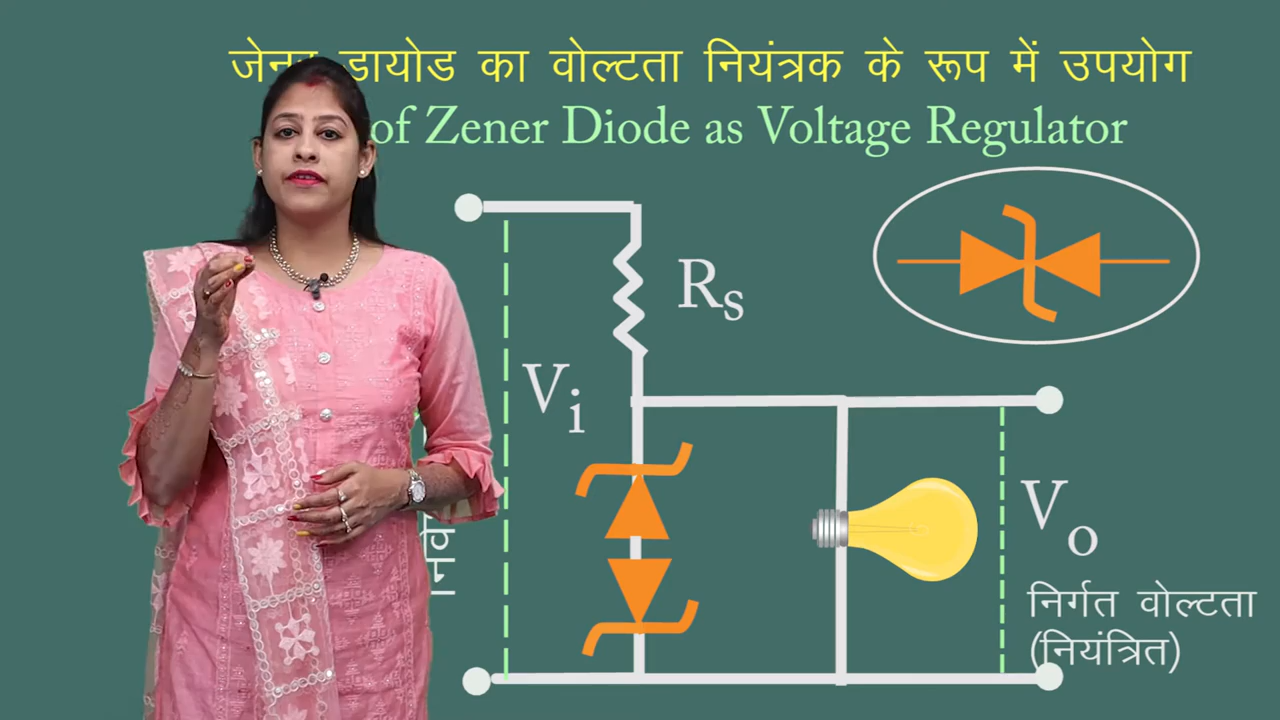 डायोड का वोल्टता नियंत्रक के रूप में उपयोग
of Zener Diode as Voltage Regulator
Rs
Vi
Vo
निर्गत वोल्टता
(नियंत्रित)